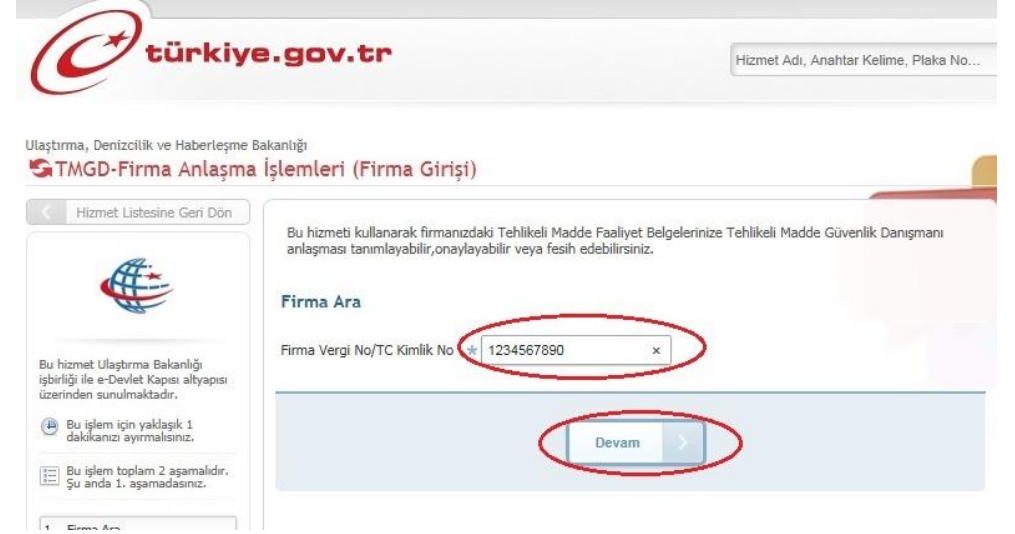 türkiye.gov.tr
Hizmet Adı, Anahtar Kelime, Plaka No...
Ulaştırma, Denizcilik ve Haberleşme Bakanlığı
TMGD-Firma Anlaşma İşlemleri (Firma Girişi)
Hizmet Listesine Geri Dön
Bu hizmeti kullanarak firmanızdaki Tehlikeli Madde Faaliyet Belgelerinize Tehlikeli Madde Güvenlik Danışmanı
anlaşması tanımlayabilir,onaylayabilir veya fesih edebilirsiniz.
Firma Ara
Firma Vergi No/TC Kimlik No * 1234567890 ×
Devam
Bu hizmet Ulaştırma Bakanlığı
işbirliği ile e-Devlet Kapısı altyapısı
üzerinden sunulmaktadır.
Bu işlem için yaklaşık 1
dakikanızı ayırmalısınız.
Bu işlem toplam 2 aşamalıdır.
Şu anda 1. aşamadasınız.
1 Firma Ara